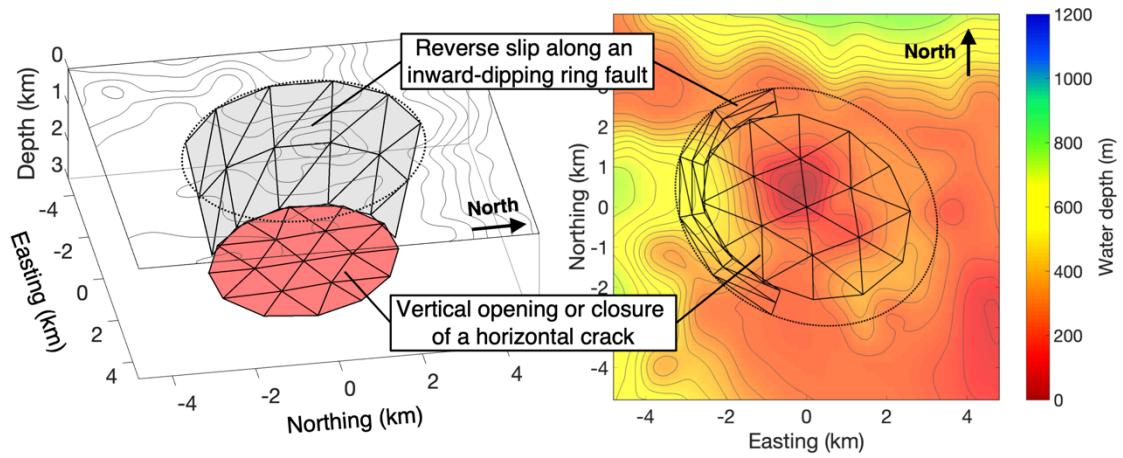 Reverse slip along an
inward-dipping ring fault
Vertical opening or closure
of a horizontal crack
Depth (km)
0
1
2
3
-4
-2
0
2
4
Easting (km)
-4
-2
0
2
4
Northing (km)
North
North
Northing (km)
2
1
0
-1
-2
-4
-4
-2
0
2
4
Easting (km)
1200
1000
800
600
400
200
0
Water depth (m)